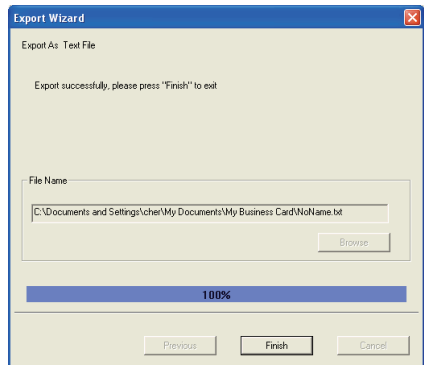 Export Wizard
Export As Text File
Export successfully, please press "Finish" to exit
File Name
C:\Documents and Settings\cher\My Documents\My Business Card\NoName.txt
Browse
100%
Previous Finish Cancel